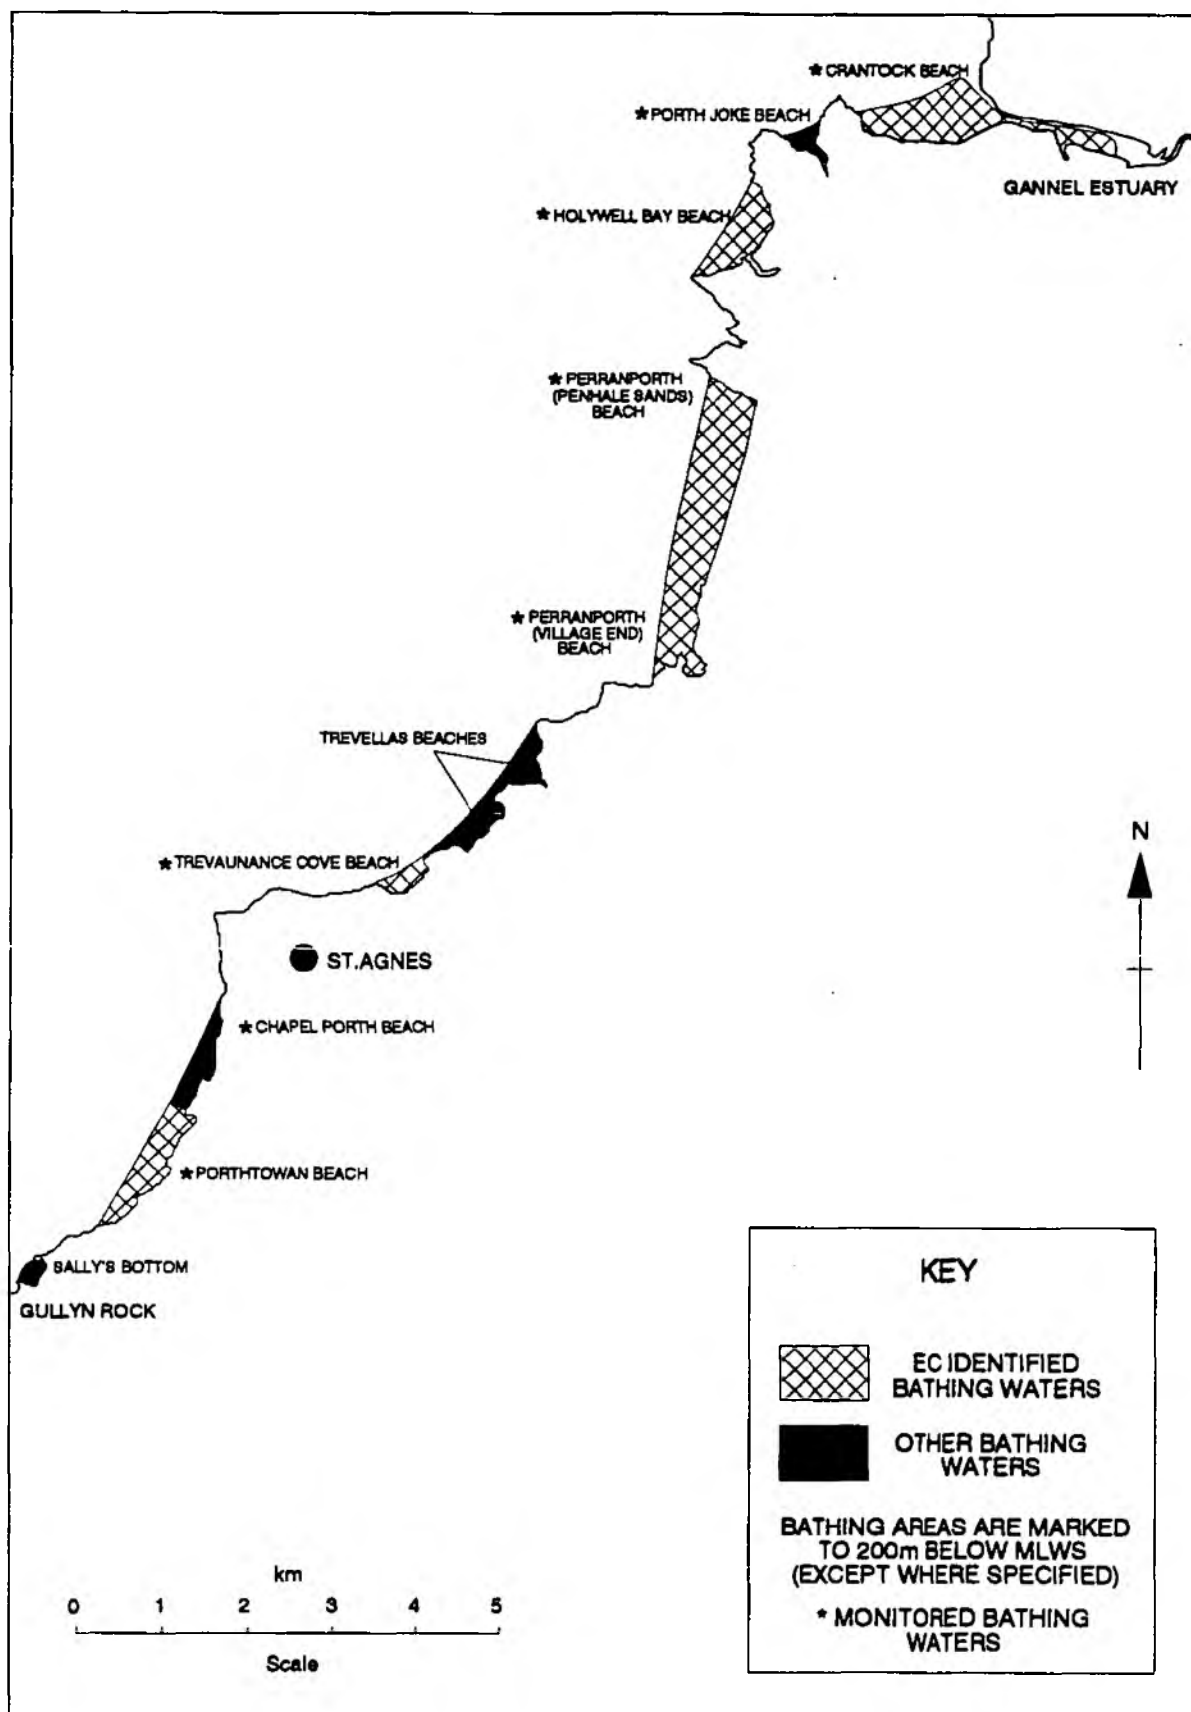 * CRANTOCK BEACH
* PORTH JOKE BEACH
GANNEL ESTUARY
* HOLYWELL BAY BEACH
* PERRANPORTH
(PENHALE SANDS)
BEACH
* PERRANPORTH
(VILLAGE END)
BEACH
TREVELLAS BEACHES
* TREVAUNANCE COVE BEACH
N
ST.AGNES
* CHAPEL PORTH BEACH
* PORTHTOWAN BEACH
SALLY'S BOTTOM
GULLYN ROCK
KEY
EC IDENTIFIED
BATHING WATERS
OTHER BATHING
WATERS
BATHING AREAS ARE MARKED
TO 200m BELOW MLWS
(EXCEPT WHERE SPECIFIED)
* MONITORED BATHING
WATERS
km
0 1 2 3 4 5
Scale